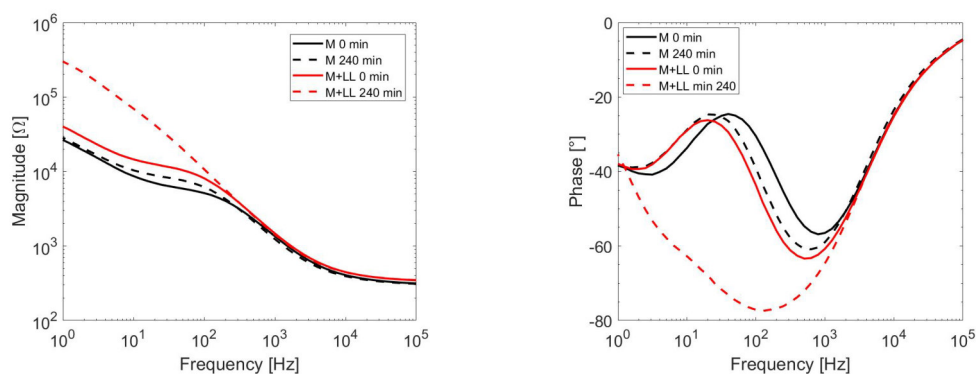 10^6
10^5
10^4
10^3
10^2
Magnitude [Ω]
M 0 min
M 240 min
M+LL 0 min
M+LL 240 min
10^0 10^1 10^2 10^3 10^4 10^5
Frequency [Hz]
0
-20
-40
-60
-80
Phase [°]
M 0 min
M 240 min
M+LL 0 min
M+LL min 240
10^0 10^1 10^2 10^3 10^4 10^5
Frequency [Hz]